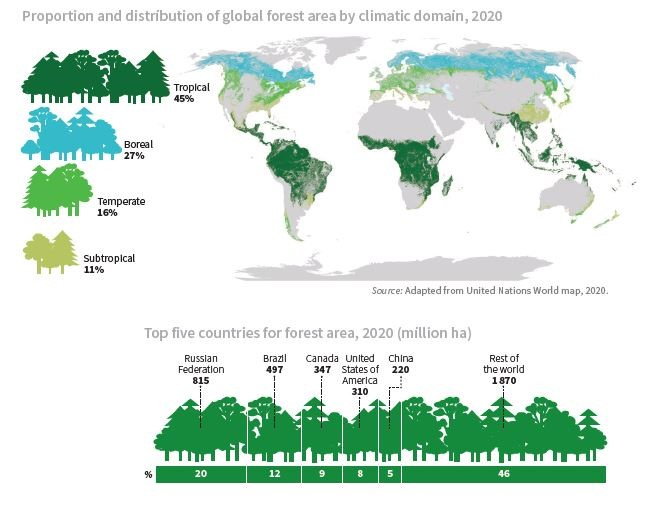 Proportion and distribution of global forest area by climatic domain, 2020
Tropical
45%
Boreal
27%
Temperate
16%
Subtropical
11%
Source: Adapted from United Nations World map, 2020.
Top five countries for forest area, 2020 (million ha)
Russian
Federation
815
Brazil
497
Canada
347
United
States of
America
310
China
220
Rest of
the world
1 870
% 20 12 9 8 5 46